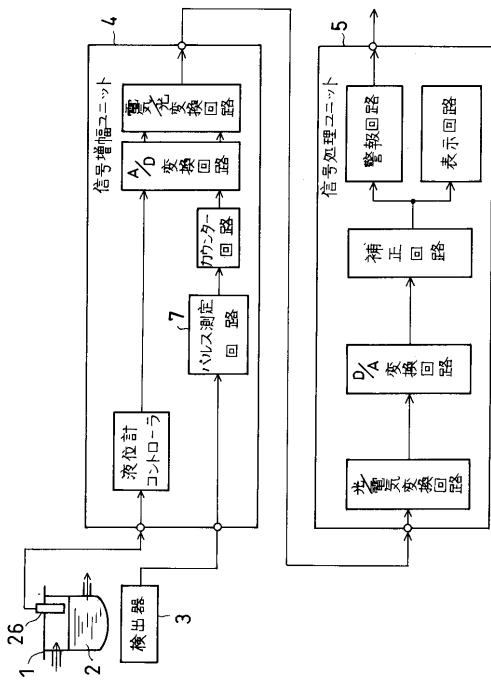 信号増幅ユニット
4
電気/光
変換回路
A/D
変換
回路
カウンター
回路
7
パルス測定
回路
液位計
コントローラ
26
1
2
検出器
3
信号処理ユニット
5
警報回路
表示回路
補正
回路
D/A
変換
回路
光/電気
変換回路